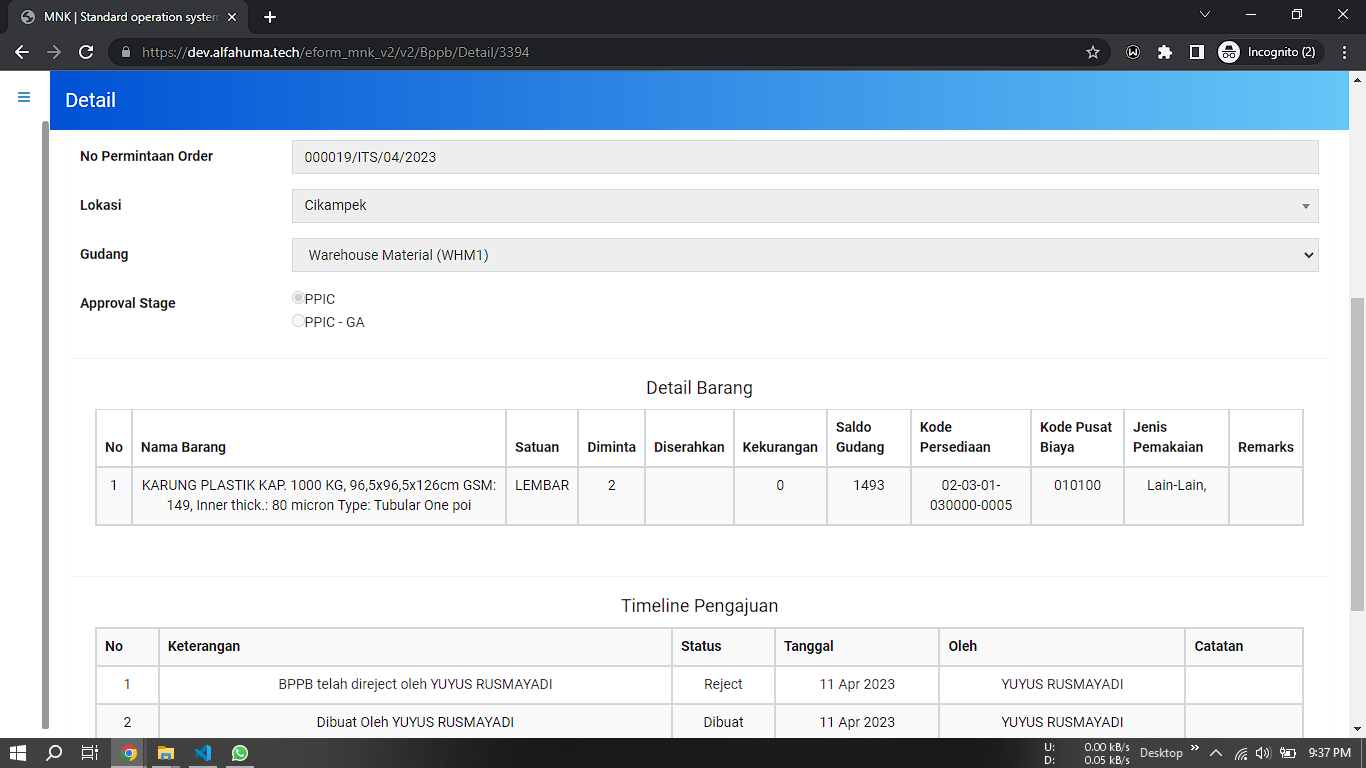 MNK | Standard operation system
https://dev.alfahuma.tech/eform_mnk_v2/v2/Bppb/Detail/3394
Incognito (2)
Detail
No Permintaan Order
000019/ITS/04/2023
Lokasi
Cikampek
Gudang
Warehouse Material (WHM1)
Approval Stage
PPIC
PPIC - GA
Detail Barang
No Nama Barang Satuan Diminta Diserahkan Kekurangan Saldo Gudang Kode Persediaan Kode Pusat Biaya Jenis Pemakaian Remarks
1 KARUNG PLASTIK KAP. 1000 KG, 96,5x96,5x126cm GSM: LEMBAR 2 0 1493 02-03-01- 010100 Lain-Lain,
149, Inner thick.: 80 micron Type: Tubular One poi 030000-0005
Timeline Pengajuan
No Keterangan Status Tanggal Oleh Catatan
1 BPPB telah direject oleh YUYUS RUSMAYADI Reject 11 Apr 2023 YUYUS RUSMAYADI
2 Dibuat Oleh YUYUS RUSMAYADI Dibuat 11 Apr 2023 YUYUS RUSMAYADI
U: 0.00 kB/s
D: 0.05 kB/s
Desktop
9:37 PM